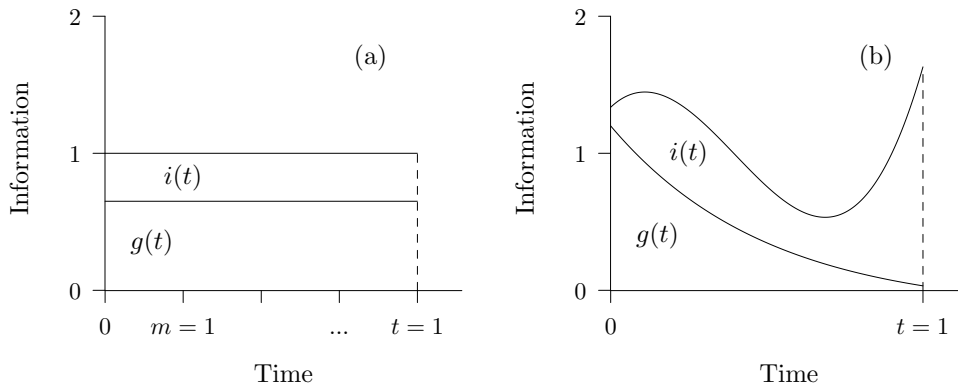 2
(a)
Information
1
i(t)
g(t)
0
0 m = 1 ... t = 1
Time
2
(b)
Information
1
i(t)
g(t)
0
0 t = 1
Time